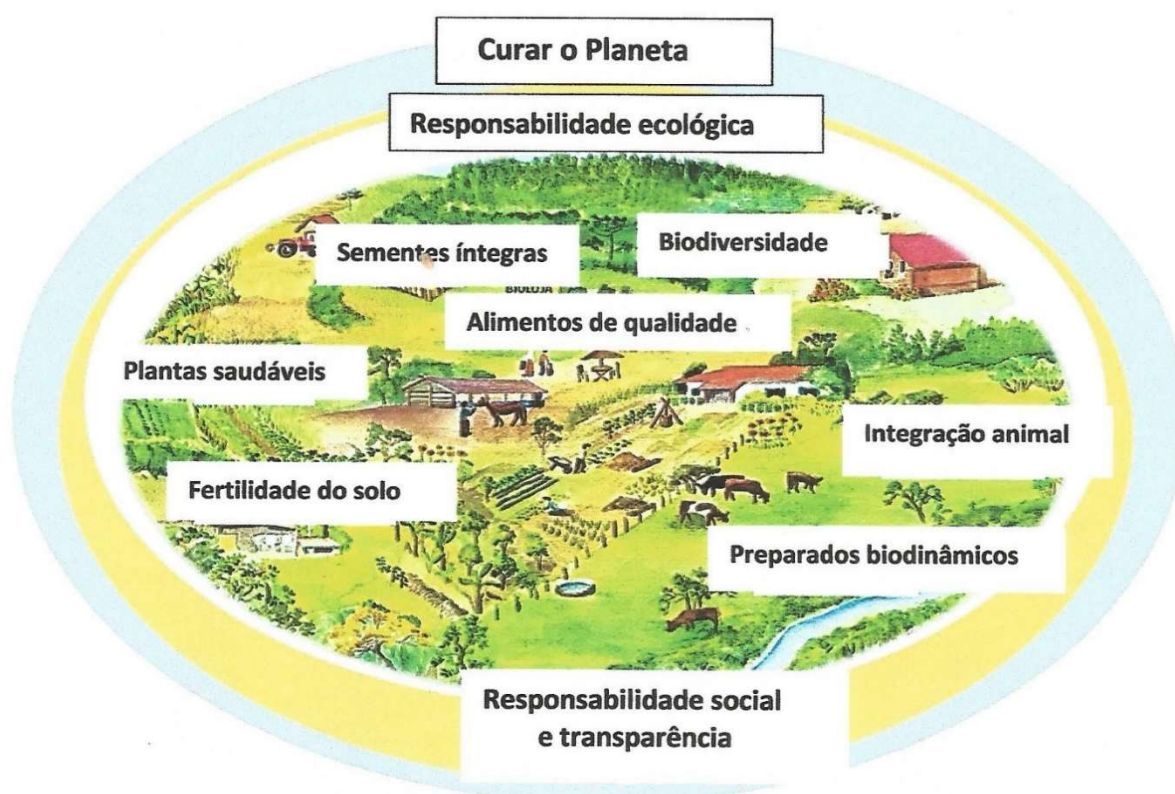 Curar o Planeta
Responsabilidade ecológica
Biodiversidade
Sementes íntegras
Alimentos de qualidade
Plantas saudáveis
Integração animal
Fertilidade do solo
Preparados biodinâmicos
Responsabilidade social
e transparência